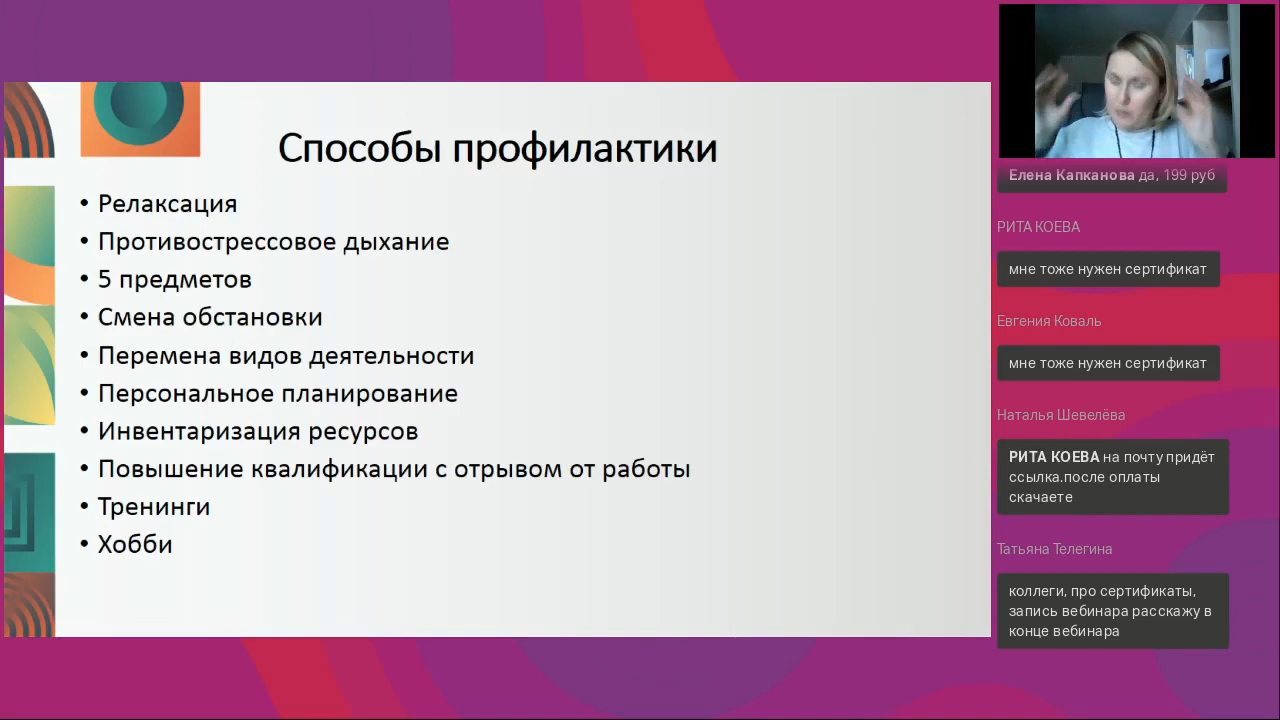 Способы профилактики
• Релаксация
• Противострессовое дыхание
• 5 предметов
• Смена обстановки
• Перемена видов деятельности
• Персональное планирование
• Инвентаризация ресурсов
• Повышение квалификации с отрывом от работы
• Тренинги
• Хобби
Елена Капканова да, 199 руб
РИТА КОЕВА
мне тоже нужен сертификат
Евгения Коваль
мне тоже нужен сертификат
Наталья Шевелёва
РИТА КОЕВА на почту придёт
ссылка.после оплаты
скачаете
Татьяна Телегина
коллеги, про сертификаты,
запись вебинара расскажу в
конце вебинара